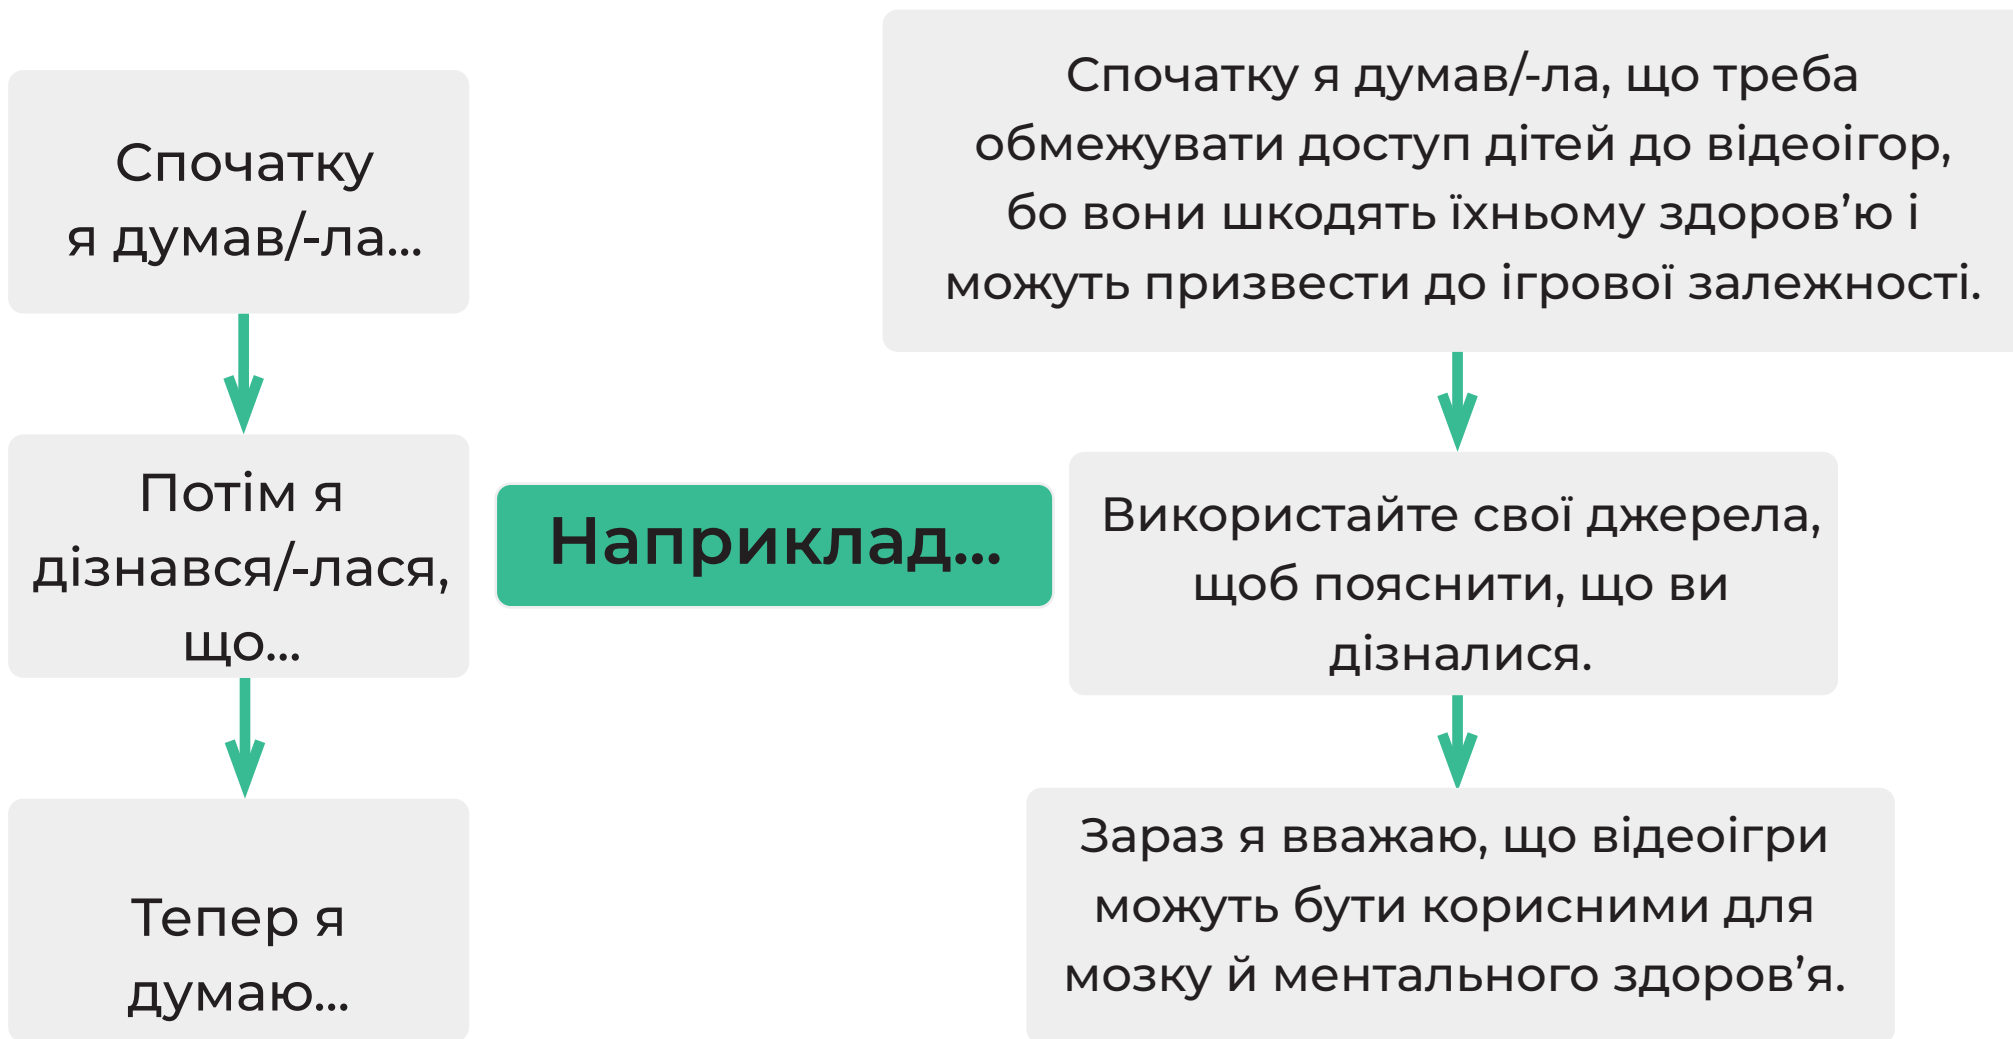 Спочатку
я думав/-ла...
Потім я
дізнався/-лася,
що...
Тепер я
думаю...
Наприклад...
Спочатку я думав/-ла, що треба
обмежувати доступ дітей до відеоігор,
бо вони шкодять їхньому здоров’ю і
можуть призвести до ігрової залежності.
Використайте свої джерела,
щоб пояснити, що ви
дізналися.
Зараз я вважаю, що відеоігри
можуть бути корисними для
мозку й ментального здоров’я.